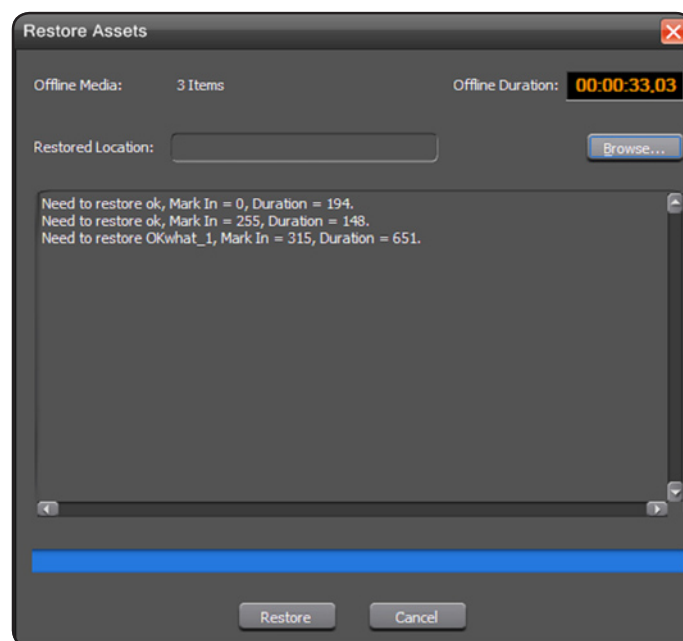 Restore Assets
Offline Media: 3 Items Offline Duration: 00:00:33.03
Restored Location: Browse...
Need to restore ok, Mark In = 0, Duration = 194.
Need to restore ok, Mark In = 255, Duration = 148.
Need to restore OKwhat_1, Mark In = 315, Duration = 651.
Restore Cancel